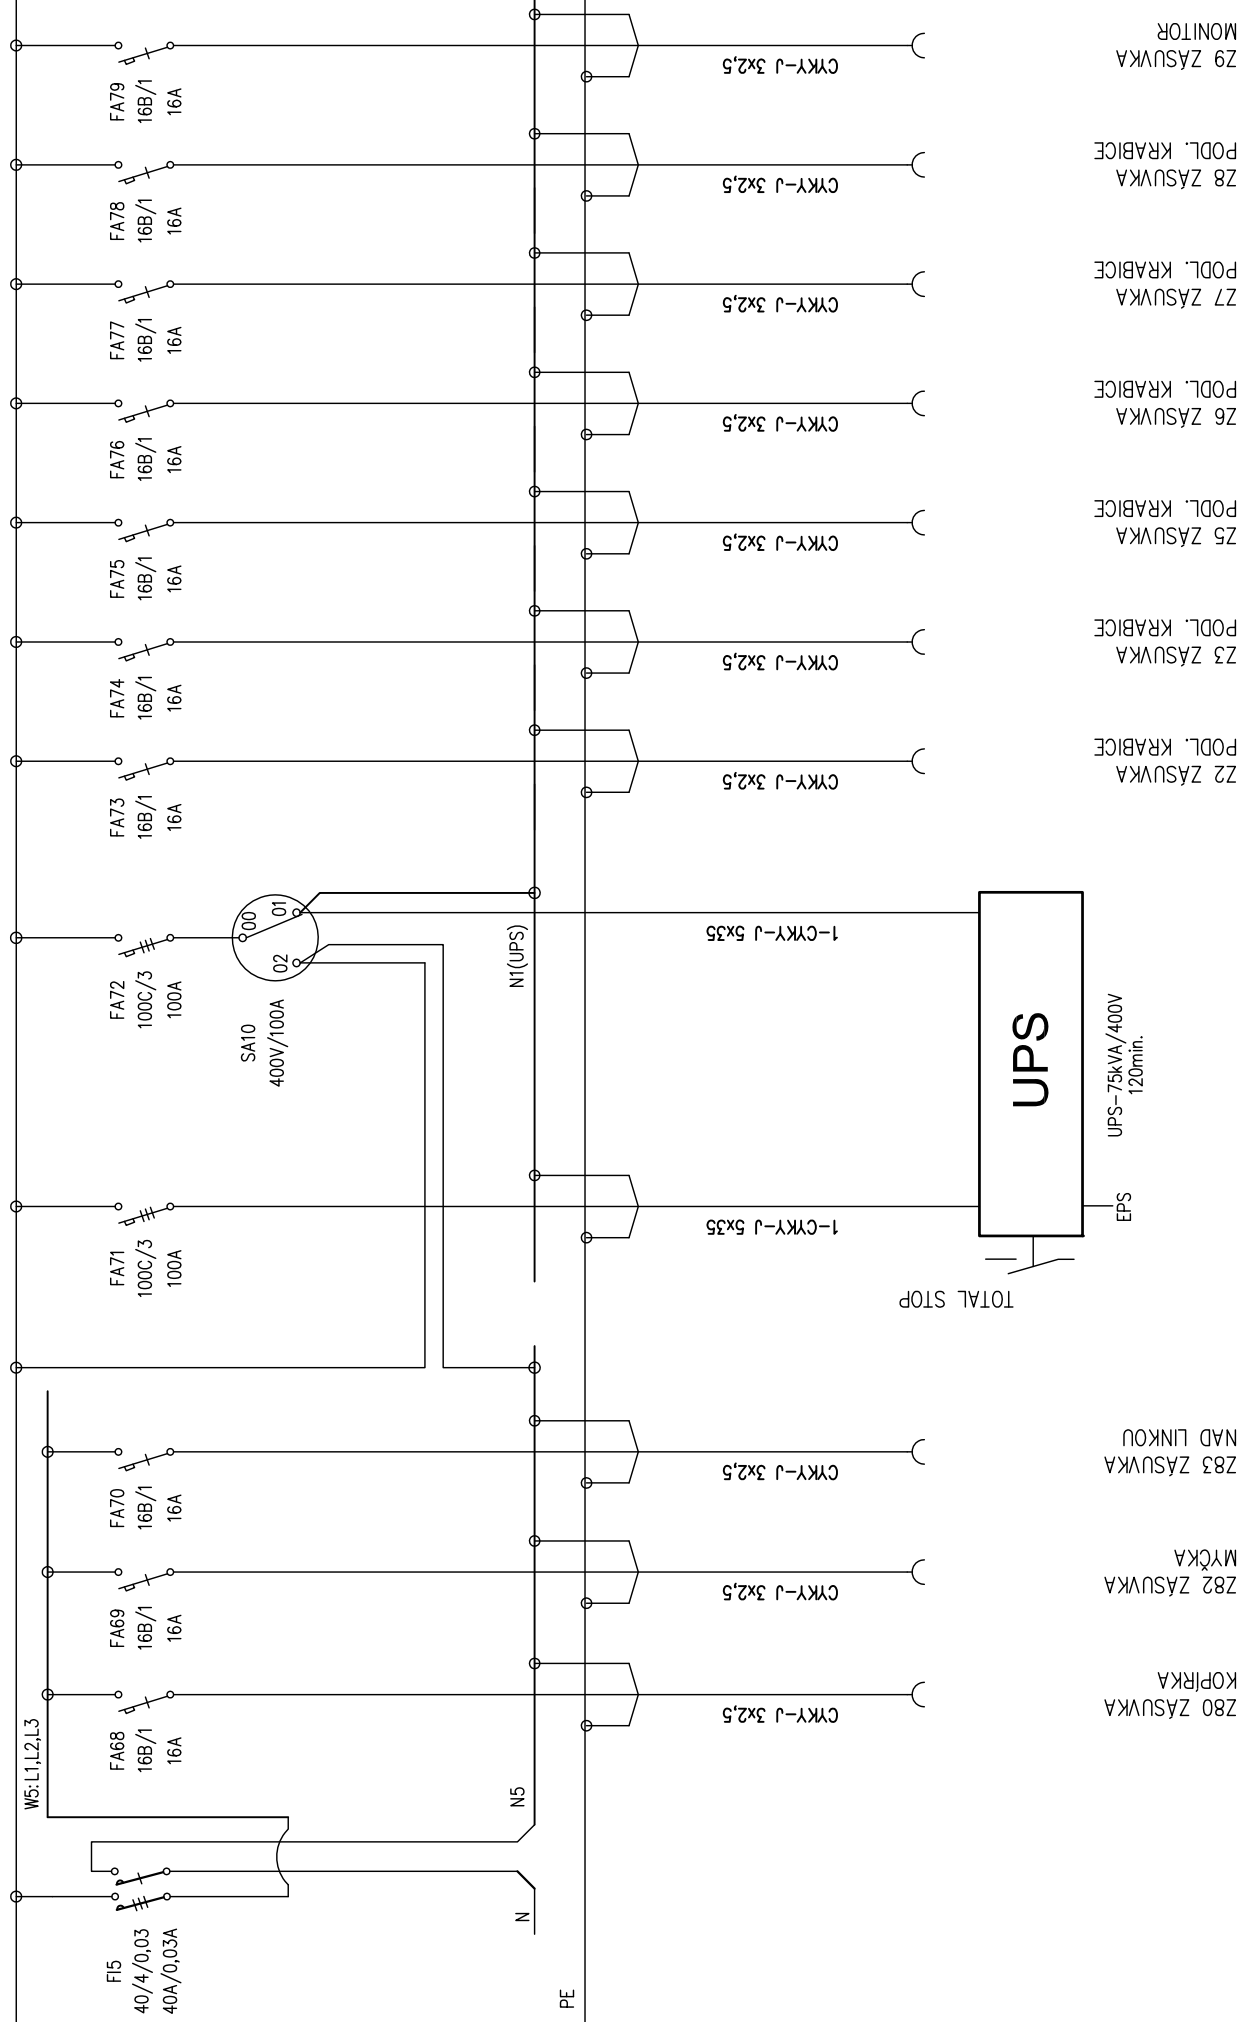 FI5
40/4/0,03
40A/0,03A
N
PE
W5:L1,L2,L3
N5
FA68
16B/1
16A
CYKY-J 3x2,5
Z80 ZÁSUVKA
KOPÍRKA
FA69
16B/1
16A
CYKY-J 3x2,5
Z82 ZÁSUVKA
MYČKA
FA70
16B/1
16A
CYKY-J 3x2,5
Z83 ZÁSUVKA
NAD LINKOU
FA71
100C/3
100A
1-CYKY-J 5x35
TOTAL STOP
EPS
UPS
UPS-75kVA/400V
120min.
FA72
100C/3
100A
SA10
400V/100A
00
01
02
N1(UPS)
1-CYKY-J 5x35
FA73
16B/1
16A
CYKY-J 3x2,5
Z2 ZÁSUVKA
PODL. KRABICE
FA74
16B/1
16A
CYKY-J 3x2,5
Z3 ZÁSUVKA
PODL. KRABICE
FA75
16B/1
16A
CYKY-J 3x2,5
Z5 ZÁSUVKA
PODL. KRABICE
FA76
16B/1
16A
CYKY-J 3x2,5
Z6 ZÁSUVKA
PODL. KRABICE
FA77
16B/1
16A
CYKY-J 3x2,5
Z7 ZÁSUVKA
PODL. KRABICE
FA78
16B/1
16A
CYKY-J 3x2,5
Z8 ZÁSUVKA
PODL. KRABICE
FA79
16B/1
16A
CYKY-J 3x2,5
Z9 ZÁSUVKA
MONITOR